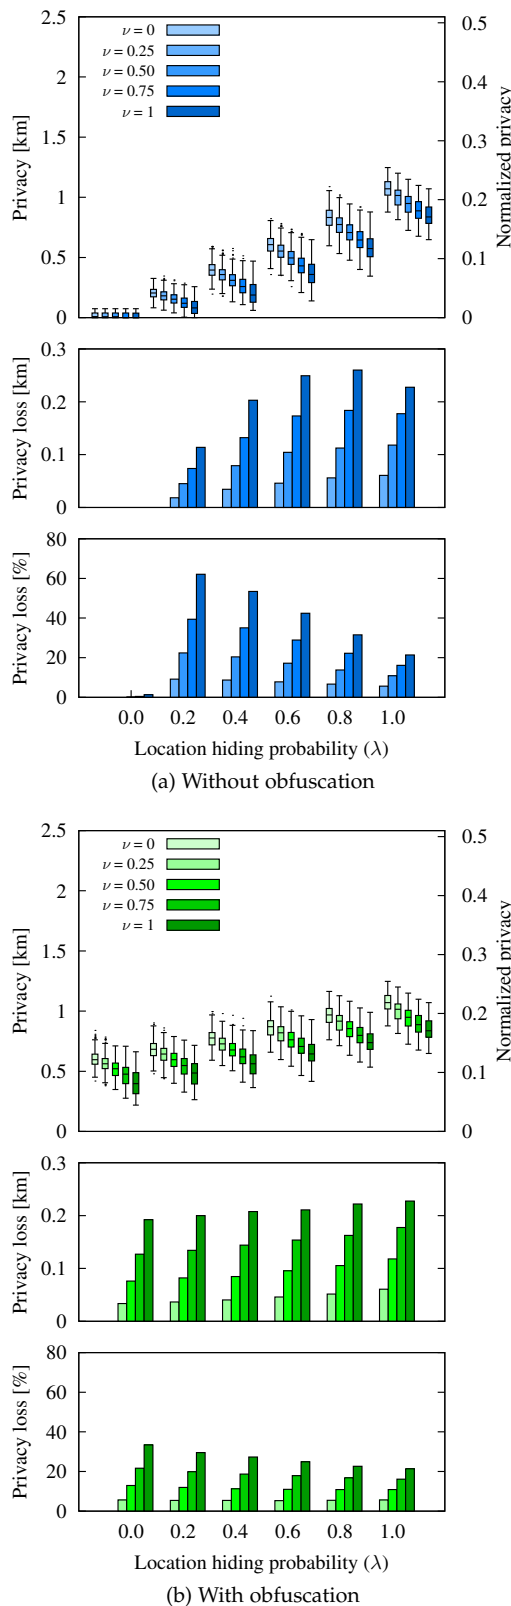 ν = 0
ν = 0.25
ν = 0.50
ν = 0.75
ν = 1
Privacy [km]
2.5
2
1.5
1
0.5
0
Normalized privacy
0.5
0.4
0.3
0.2
0.1
0
Privacy loss [km]
0.3
0.2
0.1
0
Privacy loss [%]
80
60
40
20
0
0.0 0.2 0.4 0.6 0.8 1.0
Location hiding probability (λ)
(a) Without obfuscation
ν = 0
ν = 0.25
ν = 0.50
ν = 0.75
ν = 1
Privacy [km]
2.5
2
1.5
1
0.5
0
Normalized privacy
0.5
0.4
0.3
0.2
0.1
0
Privacy loss [km]
0.3
0.2
0.1
0
Privacy loss [%]
80
60
40
20
0
0.0 0.2 0.4 0.6 0.8 1.0
Location hiding probability (λ)
(b) With obfuscation